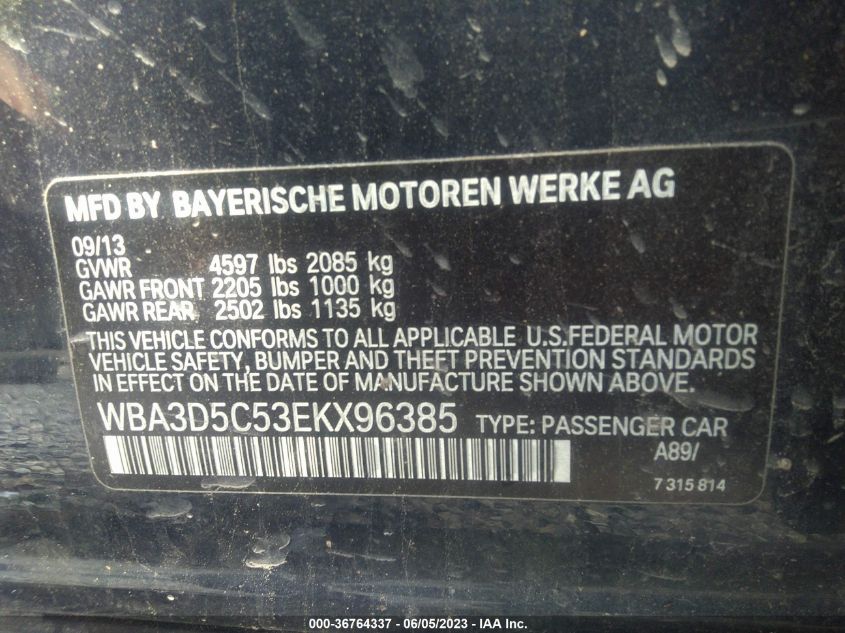 MFD BY BAYERISCHE MOTOREN WERKE AG
09/13
GVWR 4597 lbs 2085 kg
GAWR FRONT 2205 lbs 1000 kg
GAWR REAR 2502 lbs 1135 kg
THIS VEHICLE CONFORMS TO ALL APPLICABLE U.S.FEDERAL MOTOR
VEHICLE SAFETY, BUMPER AND THEFT PREVENTION STANDARDS
IN EFFECT ON THE DATE OF MANUFACTURE SHOWN ABOVE.
WBA3D5C53EKX96385 TYPE: PASSENGER CAR
A89/
7 315 814
000-36764337 - 06/05/2023 - IAA Inc.